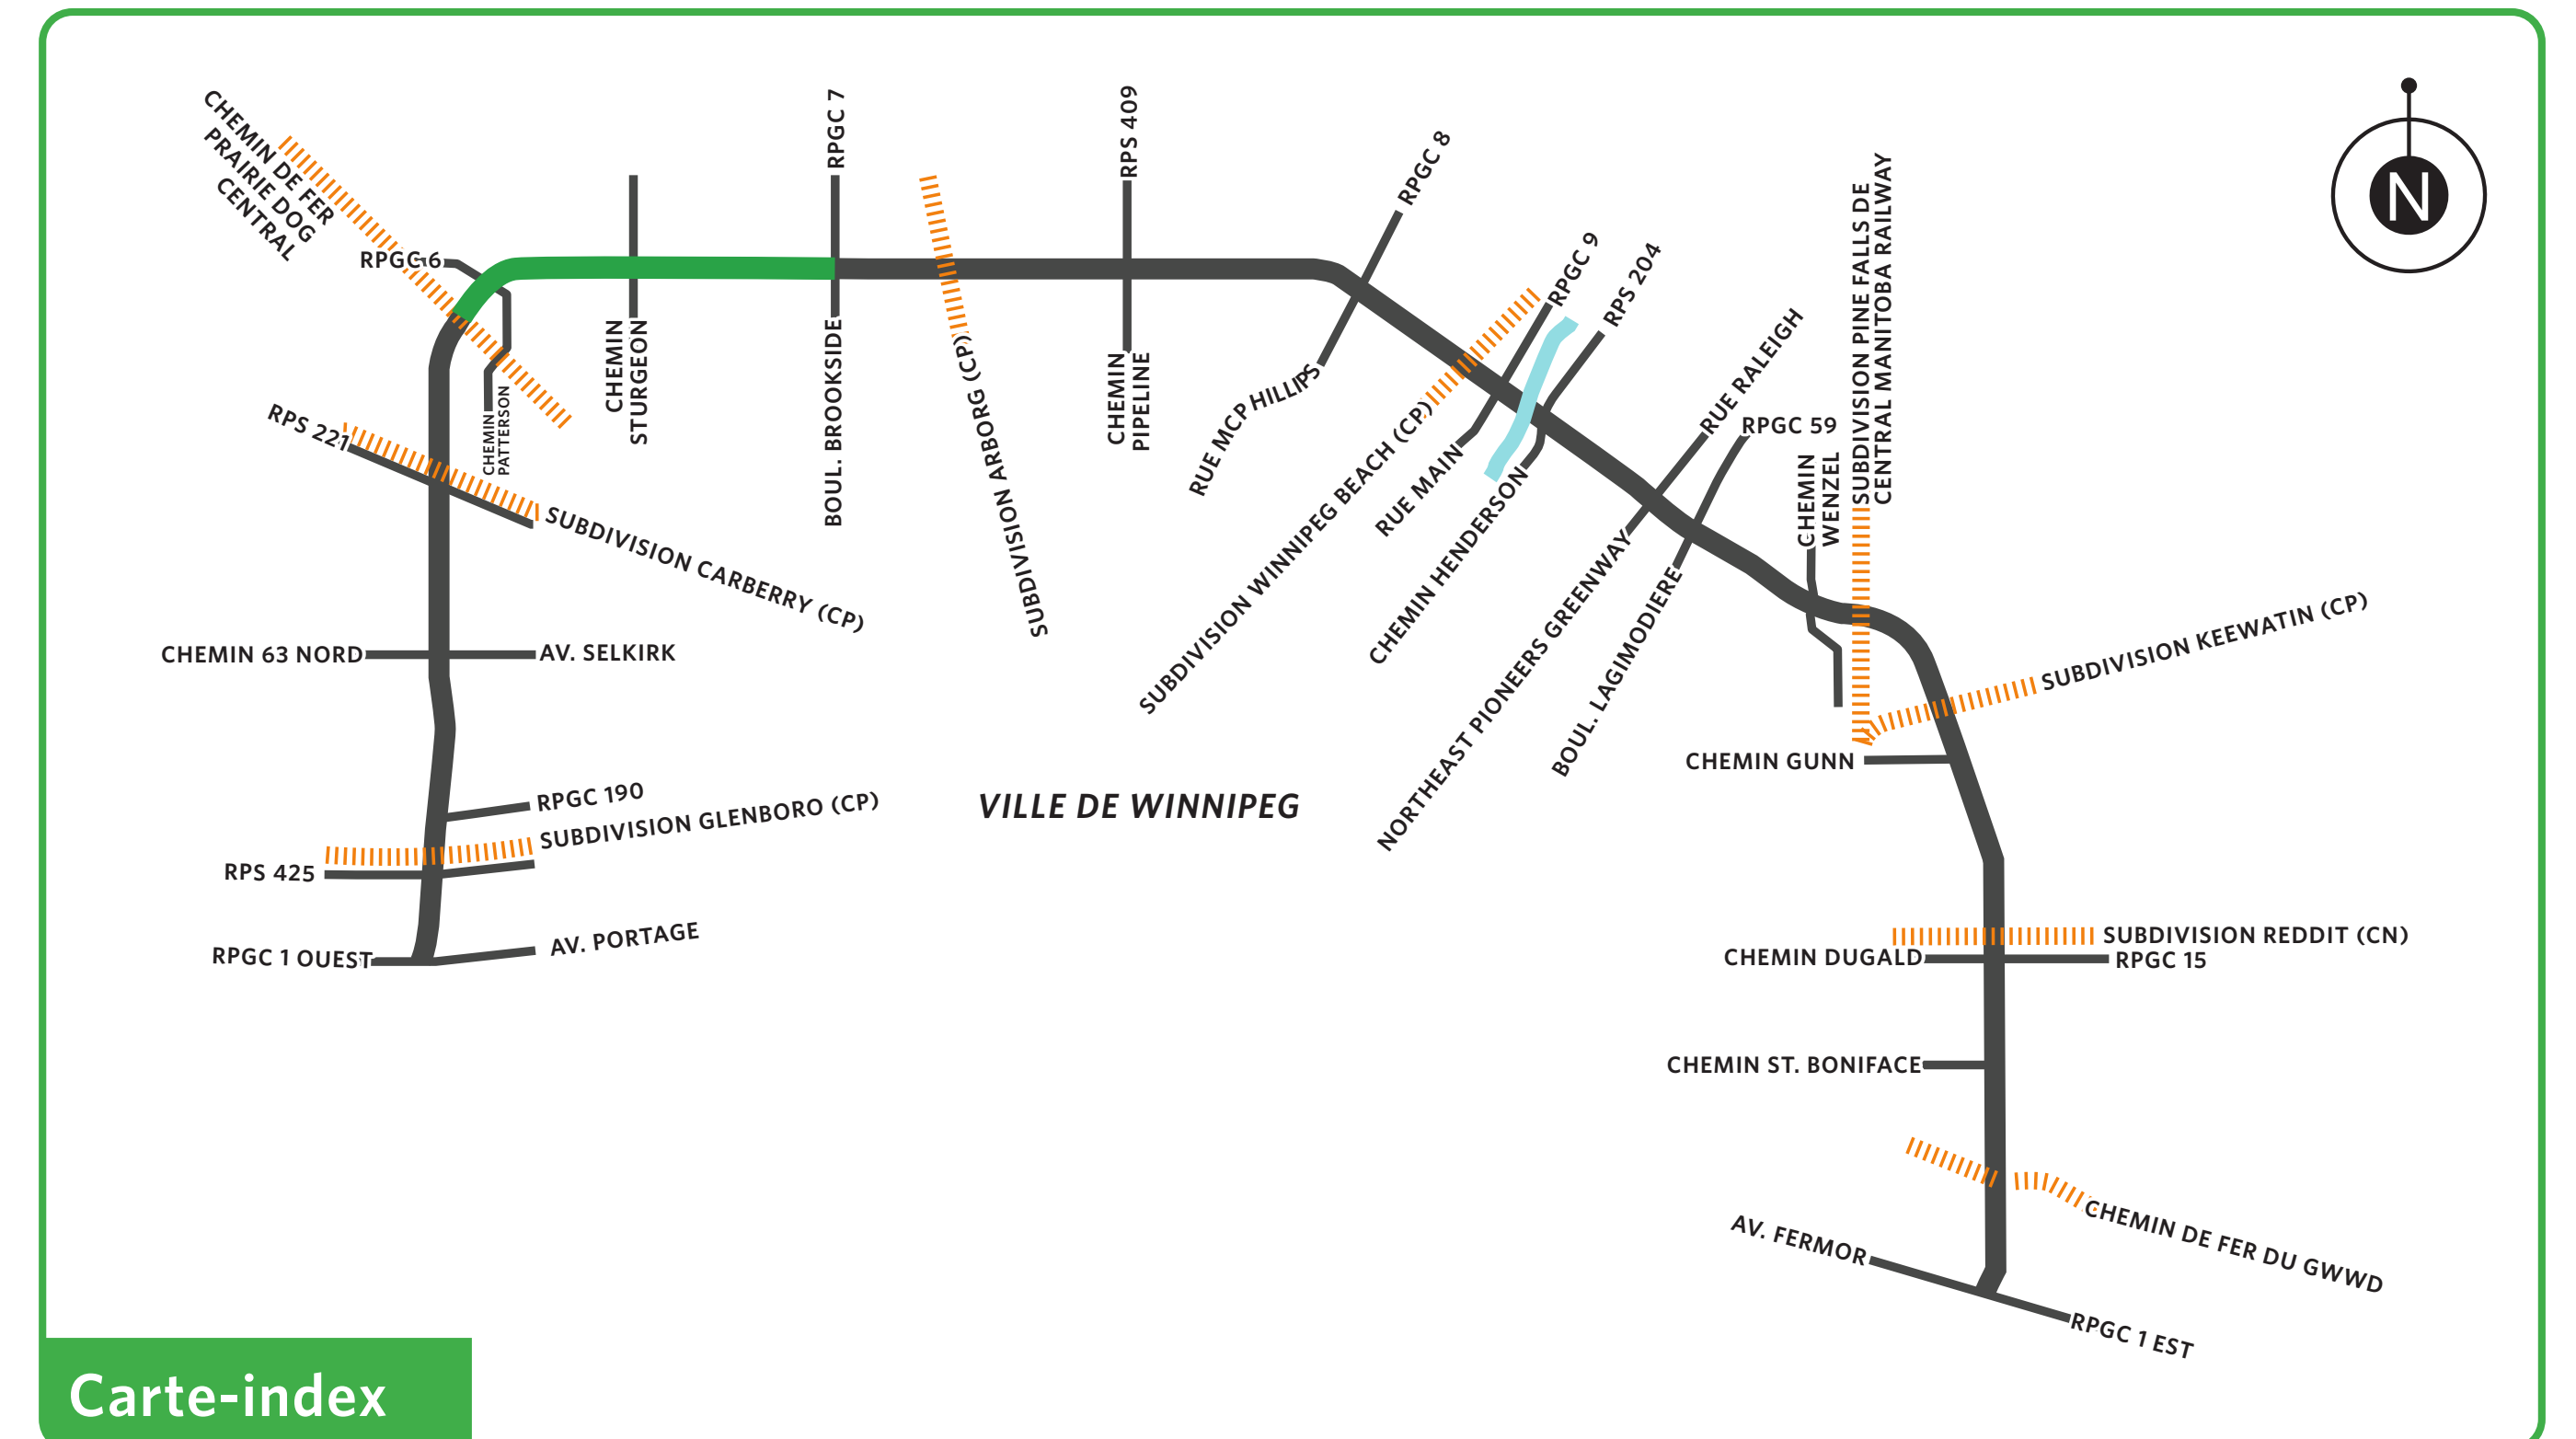 CHEMIN DE FER
PRAIRIE DOG
CENTRAL
RPGC 6
CHEMIN
PATTERSON
CHEMIN
STURGEON
RPGC 7
BOUL. BROOKSIDE
SUBDIVISION ARBORG (CP)
RPS 409
CHEMIN
PIPELINE
RPGC 8
RUE MCP HILLIPS
SUBDIVISION WINNIPEG BEACH (CP)
RPGC 9
RUE MAIN
RPS 204
CHEMIN HENDERSON
RUE RALEIGH
NORTHEAST PIONEERS GREENWAY
RPGC 59
BOUL. LAGIMODIERE
CHEMIN
WENZEL
SUBDIVISION PINE FALLS DE
CENTRAL MANITOBA RAILWAY
N
RPS 221
SUBDIVISION CARBERRY (CP)
CHEMIN 63 NORD
AV. SELKIRK
RPGC 190
SUBDIVISION GLENBORO (CP)
RPS 425
RPGC 1 OUEST
AV. PORTAGE
VILLE DE WINNIPEG
SUBDIVISION KEEWATIN (CP)
CHEMIN GUNN
SUBDIVISION REDDIT (CN)
CHEMIN DUGALD
RPGC 15
CHEMIN ST. BONIFACE
CHEMIN DE FER DU GWWD
AV. FERMOR
RPGC 1 EST
Carte-index